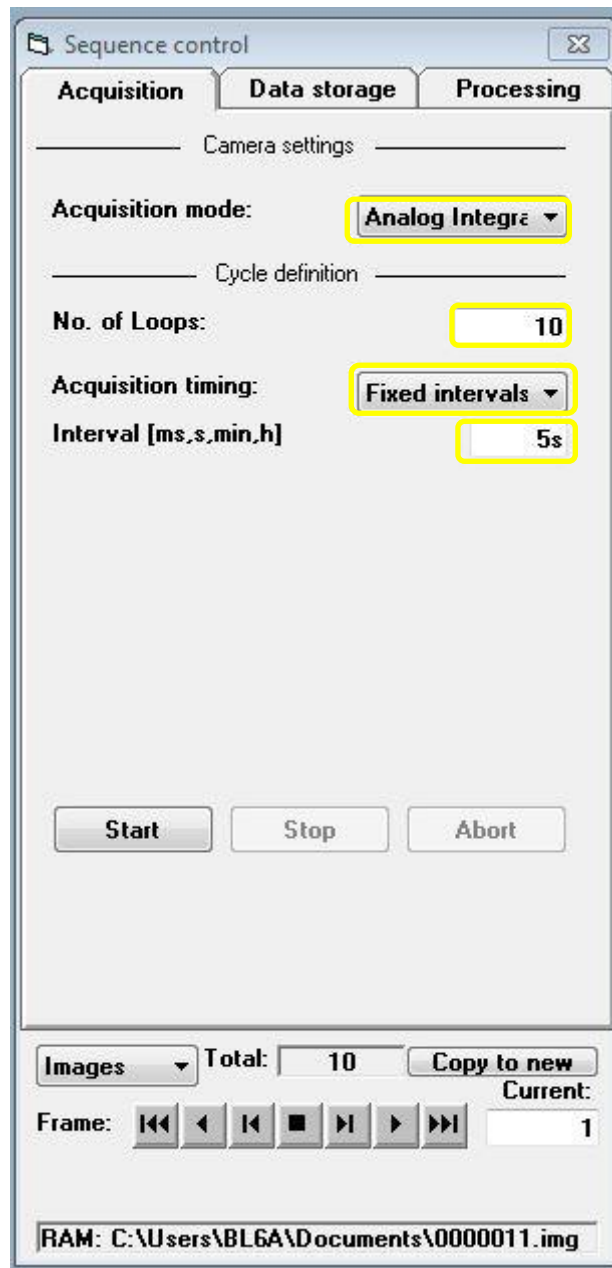 Sequence control
Acquisition Data storage Processing
Camera settings
Acquisition mode: Analog Integra
Cycle definition
No. of Loops: 10
Acquisition timing: Fixed intervals
Interval [ms,s,min,h] 5s
Start Stop Abort
Images Total: 10 Copy to new
Current:
Frame: 1
RAM: C:\Users\BL6A\Documents\0000011.img